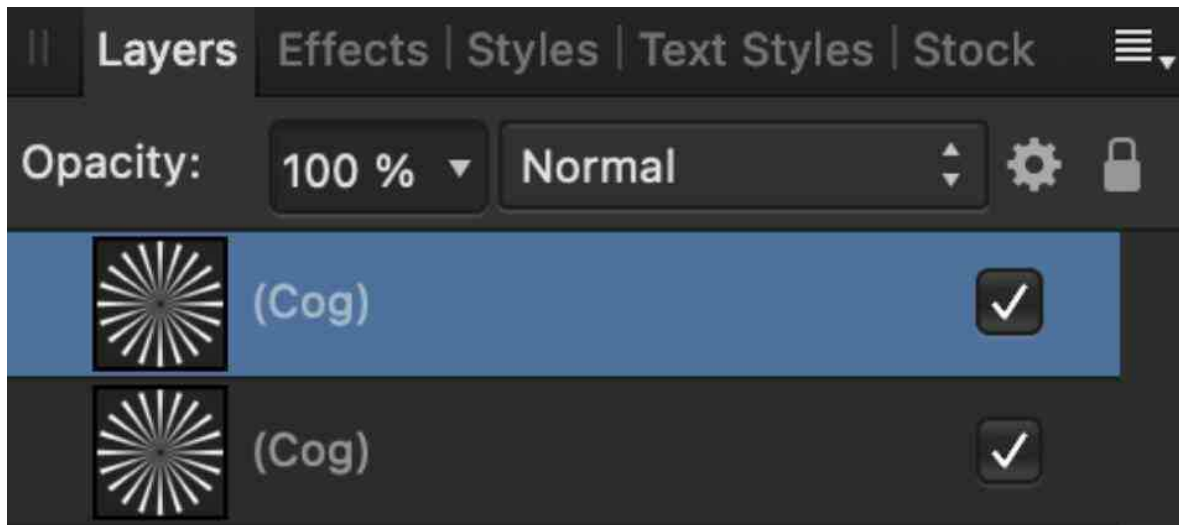 Layers Effects | Styles | Text Styles | Stock
Opacity: 100 % Normal
(Cog)
(Cog)